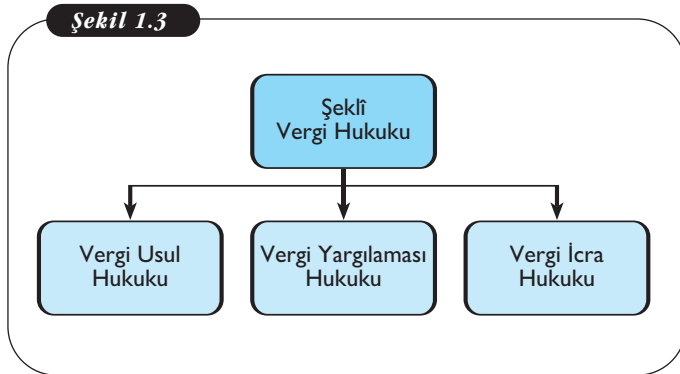 Şekil 1.3
Şeklî
Vergi Hukuku
Vergi Usul
Hukuku
Vergi Yargılaması
Hukuku
Vergi İcra
Hukuku